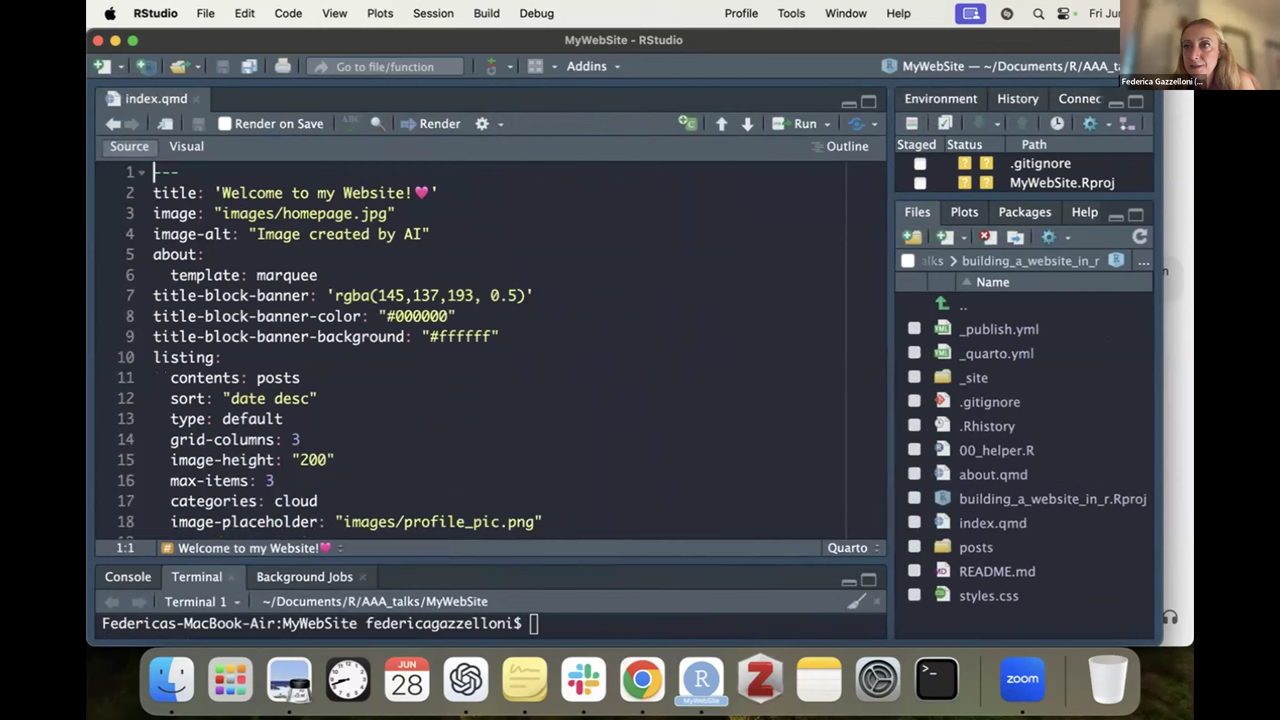 RStudio File Edit Code View Plots Session Build Debug Profile Tools Window Help Fri Jun
Federica Gazzelloni (...
MyWebSite - RStudio
Go to file/function Addins MyWebSite — ~/Documents/R/AAA_talks/
index.qmd
Render on Save ABC Render Run
Source Visual Outline
1 ---
2 title: 'Welcome to my Website!💗'
3 image: "images/homepage.jpg"
4 image-alt: "Image created by AI"
5 about:
6 template: marquee
7 title-block-banner: 'rgba(145,137,193, 0.5)'
8 title-block-banner-color: "#000000"
9 title-block-banner-background: "#ffffff"
10 listing:
11 contents: posts
12 sort: "date desc"
13 type: default
14 grid-columns: 3
15 image-height: "200"
16 max-items: 3
17 categories: cloud
18 image-placeholder: "images/profile_pic.png"
1:1 # Welcome to my Website!💗 Quarto
Console Terminal Background Jobs
Terminal 1 ~/Documents/R/AAA_talks/MyWebSite
Federicas-MacBook-Air:MyWebSite federicagazzelloni$
Environment History Connec
Staged Status Path
? ? .gitignore
? ? MyWebSite.Rproj
Files Plots Packages Help
alks > building_a_website_in_r ...
Name
..
_publish.yml
_quarto.yml
_site
.gitignore
.Rhistory
00_helper.R
about.qmd
building_a_website_in_r.Rproj
index.qmd
posts
README.md
styles.css
JUN
28
R
MyWebSite
Z
zoom